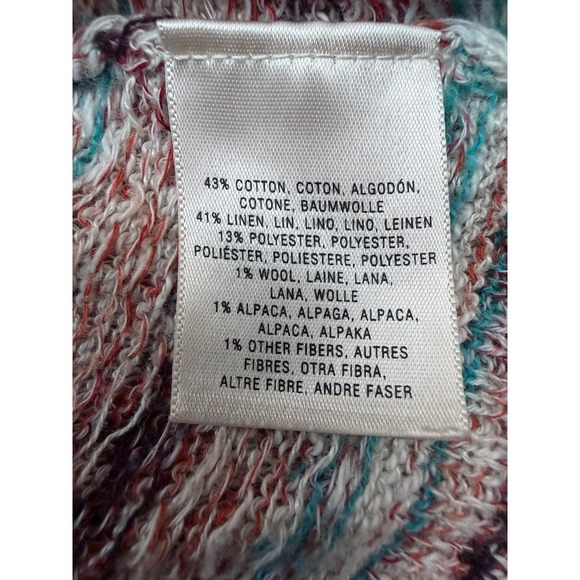 43% COTTON, COTON, ALGODÓN,
COTONE, BAUMWOLLE
41% LINEN, LIN, LINO, LINO, LEINEN
13% POLYESTER, POLYESTER,
POLIÉSTER, POLIESTERE, POLYESTER
1% WOOL, LAINE, LANA,
LANA, WOLLE
1% ALPACA, ALPAGA, ALPACA,
ALPACA, ALPAKA
1% OTHER FIBERS, AUTRES
FIBRES, OTRA FIBRA,
ALTRE FIBRE, ANDRE FASER